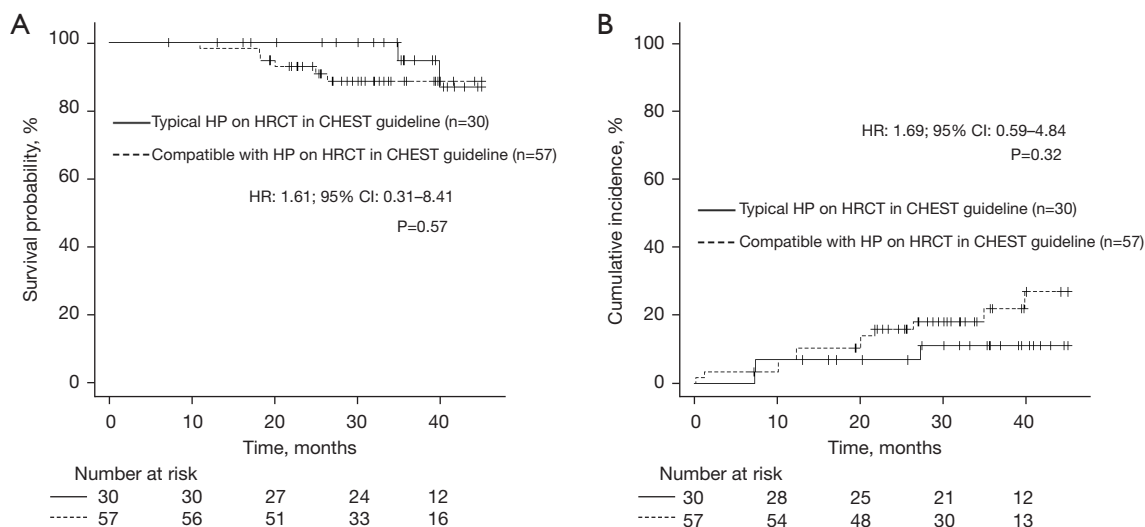 A
Survival probability, %
100
80
60
40
20
0
Typical HP on HRCT in CHEST guideline (n=30)
Compatible with HP on HRCT in CHEST guideline (n=57)
HR: 1.61; 95% CI: 0.31–8.41
P=0.57
0 10 20 30 40
Time, months
Number at risk
30 30 27 24 12
57 56 51 33 16
B
Cumulative incidence, %
100
80
60
40
20
0
HR: 1.69; 95% CI: 0.59–4.84
P=0.32
Typical HP on HRCT in CHEST guideline (n=30)
Compatible with HP on HRCT in CHEST guideline (n=57)
0 10 20 30 40
Time, months
Number at risk
30 28 25 21 12
57 54 48 30 13